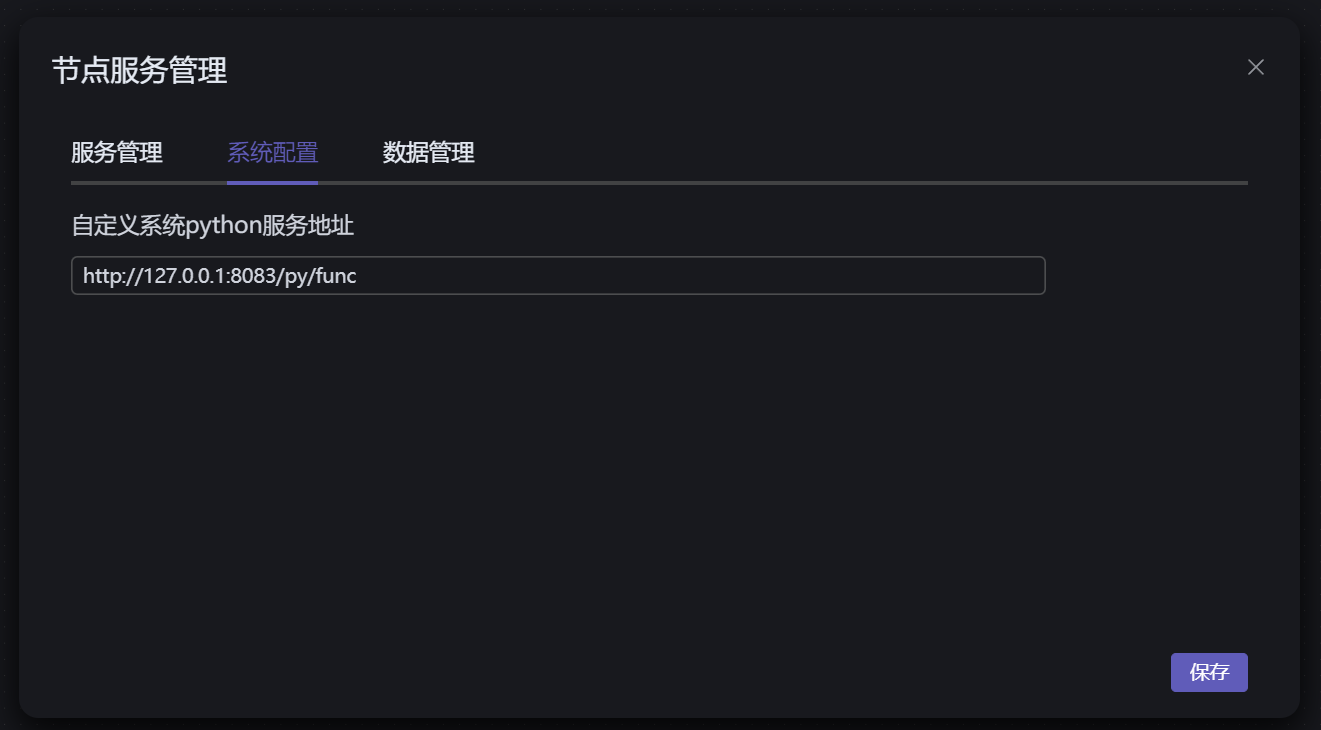 节点服务管理
服务管理 系统配置 数据管理
自定义系统python服务地址
http://127.0.0.1:8083/py/func
保存